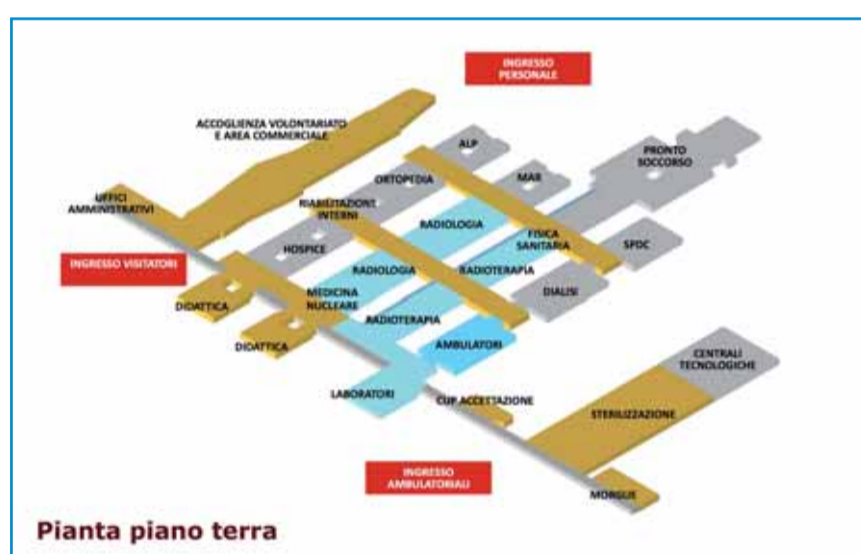 INGRESSO
PERSONALE
ACCOGLIENZA VOLONTARIATO
E AREA COMMERCIALE
ALP
PRONTO
SOCCORSO
ORTOPEDIA
MAR
UFFICI
AMMINISTRATIVI
RIABILITAZIONE
INTERNI
RADIOLOGIA
FISICA
SANITARIA
SPDC
HOSPICE
INGRESSO VISITATORI
RADIOLOGIA
RADIOTERAPIA
DIALISI
MEDICINA
NUCLEARE
DIDATTICA
RADIOTERAPIA
DIDATTICA
AMBULATORI
CENTRALI
TECNOLOGICHE
LABORATORI
CUP ACCETTAZIONE
STERILIZZAZIONE
INGRESSO
AMBULATORIALI
MORGUE
Pianta piano terra